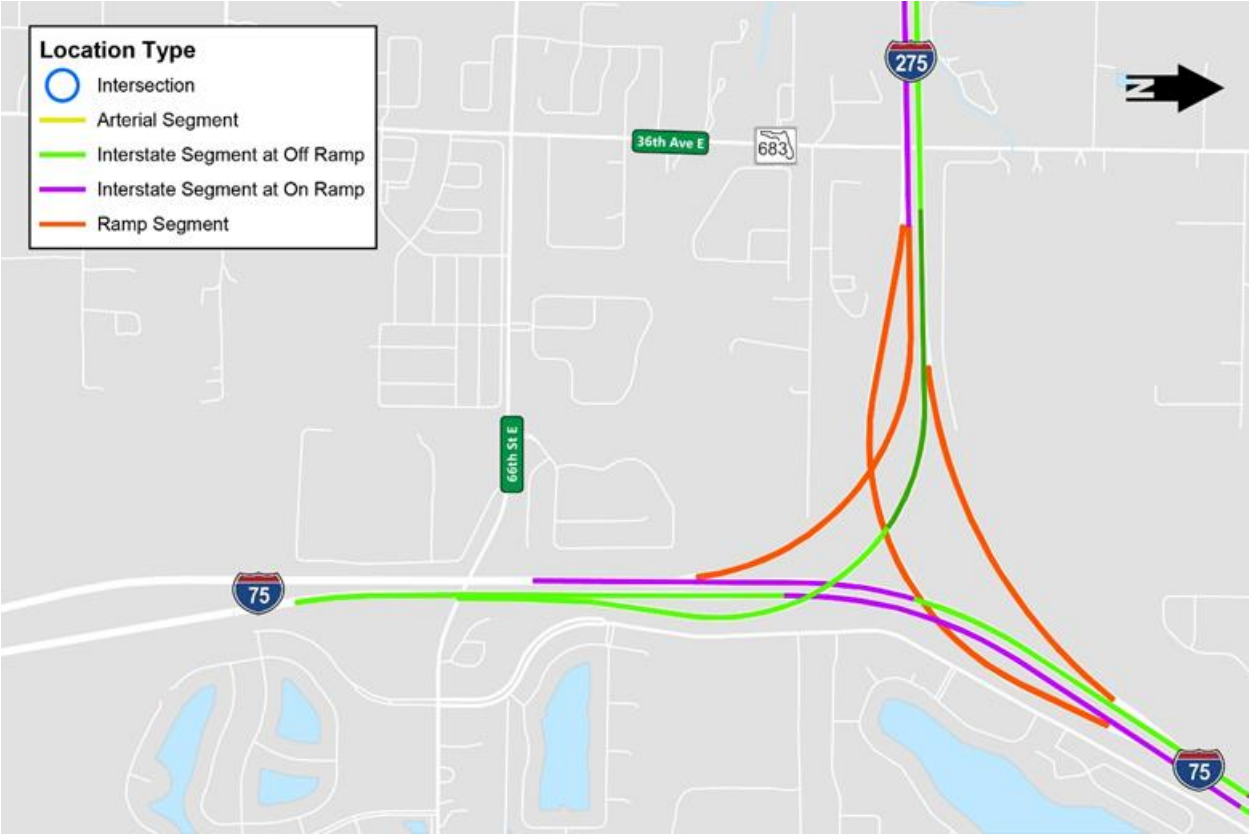 Location Type
Intersection
Arterial Segment
Interstate Segment at Off Ramp
Interstate Segment at On Ramp
Ramp Segment
275
N
36th Ave E
683
66th St E
75
75